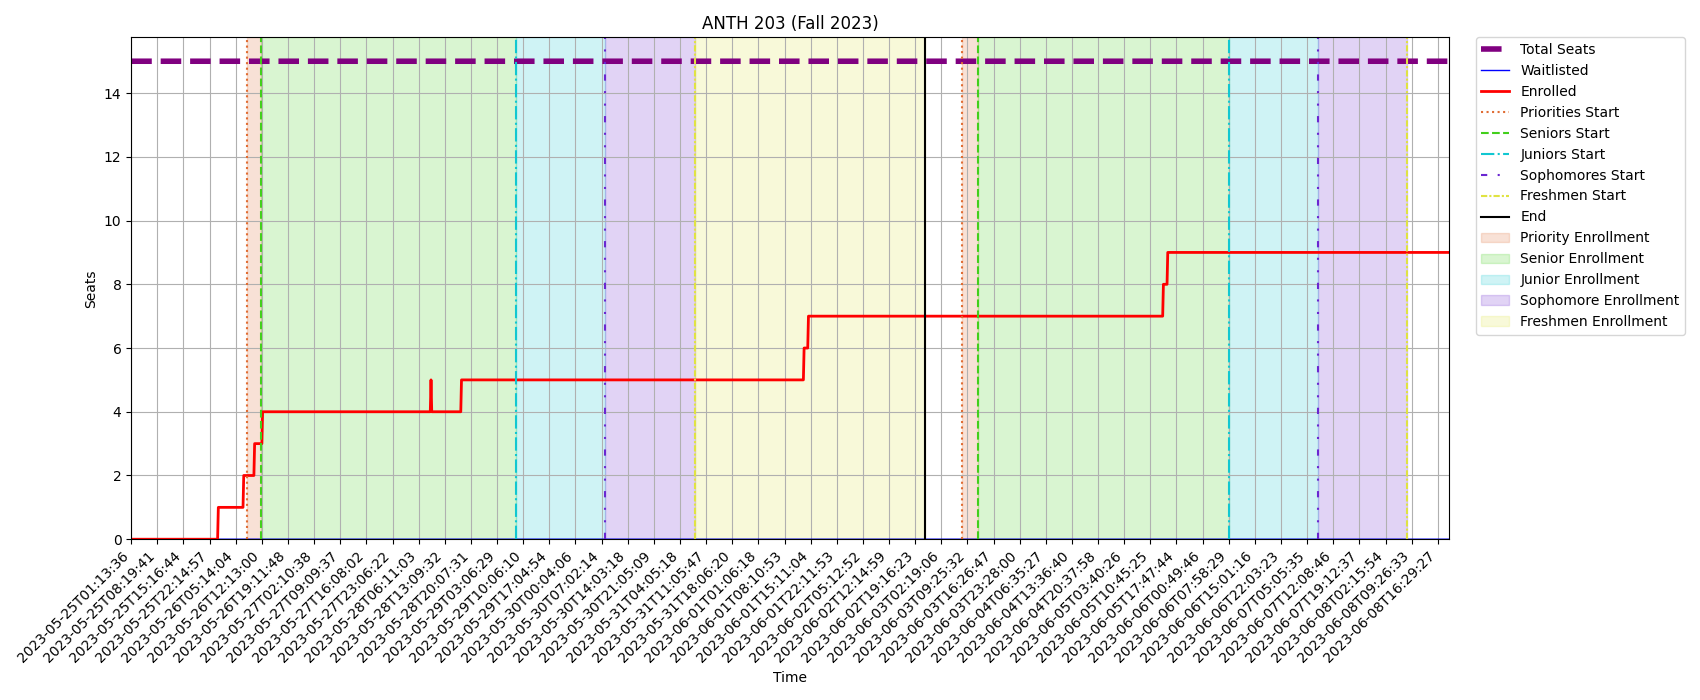 ANTH 203 (Fall 2023)
Seats
0
2
4
6
8
10
12
14
2023-05-25T01:13:36
2023-05-25T08:19:41
2023-05-25T15:16:44
2023-05-25T22:14:57
2023-05-26T05:14:04
2023-05-26T12:13:00
2023-05-26T19:11:48
2023-05-27T02:10:38
2023-05-27T09:09:37
2023-05-27T16:08:02
2023-05-27T23:06:22
2023-05-28T06:11:03
2023-05-28T13:09:32
2023-05-28T20:07:31
2023-05-29T03:06:29
2023-05-29T10:06:10
2023-05-29T17:04:54
2023-05-30T00:04:06
2023-05-30T07:02:14
2023-05-30T14:03:18
2023-05-30T21:05:09
2023-05-31T04:05:18
2023-05-31T11:05:47
2023-05-31T18:06:20
2023-06-01T01:06:18
2023-06-01T08:10:53
2023-06-01T15:11:04
2023-06-01T22:11:53
2023-06-02T05:12:52
2023-06-02T12:14:59
2023-06-02T19:16:23
2023-06-03T02:19:06
2023-06-03T09:25:32
2023-06-03T16:26:47
2023-06-03T23:28:00
2023-06-04T06:35:27
2023-06-04T13:36:40
2023-06-04T20:37:58
2023-06-05T03:40:26
2023-06-05T10:45:25
2023-06-05T17:47:44
2023-06-06T00:49:46
2023-06-06T07:58:29
2023-06-06T15:01:16
2023-06-06T22:03:23
2023-06-07T05:05:35
2023-06-07T12:08:46
2023-06-07T19:12:37
2023-06-08T02:15:54
2023-06-08T09:26:33
2023-06-08T16:29:27
Time
Total Seats
Waitlisted
Enrolled
Priorities Start
Seniors Start
Juniors Start
Sophomores Start
Freshmen Start
End
Priority Enrollment
Senior Enrollment
Junior Enrollment
Sophomore Enrollment
Freshmen Enrollment